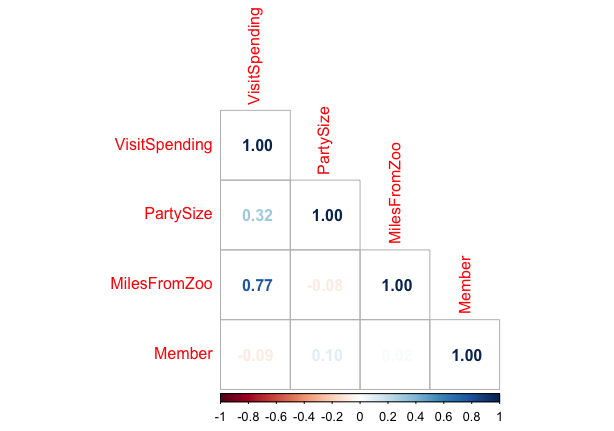 VisitSpending
PartySize
MilesFromZoo
Member
VisitSpending 1.00
PartySize 0.32 1.00
MilesFromZoo 0.77 -0.08 1.00
Member -0.09 0.10 0.02 1.00
-1 -0.8 -0.6 -0.4 -0.2 0 0.2 0.4 0.6 0.8 1